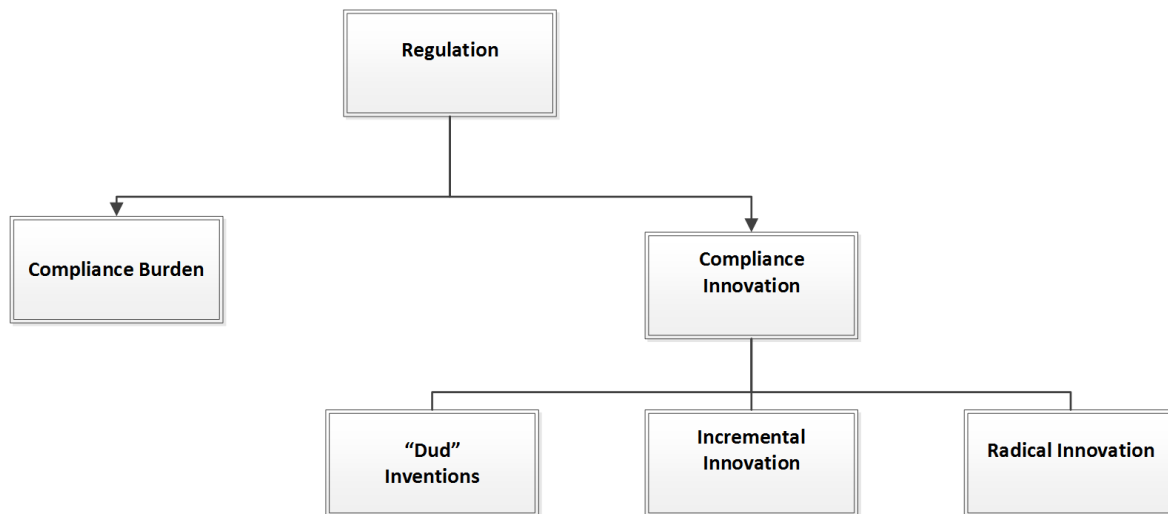 Regulation
Compliance Burden
Compliance
Innovation
“Dud”
Inventions
Incremental
Innovation
Radical Innovation